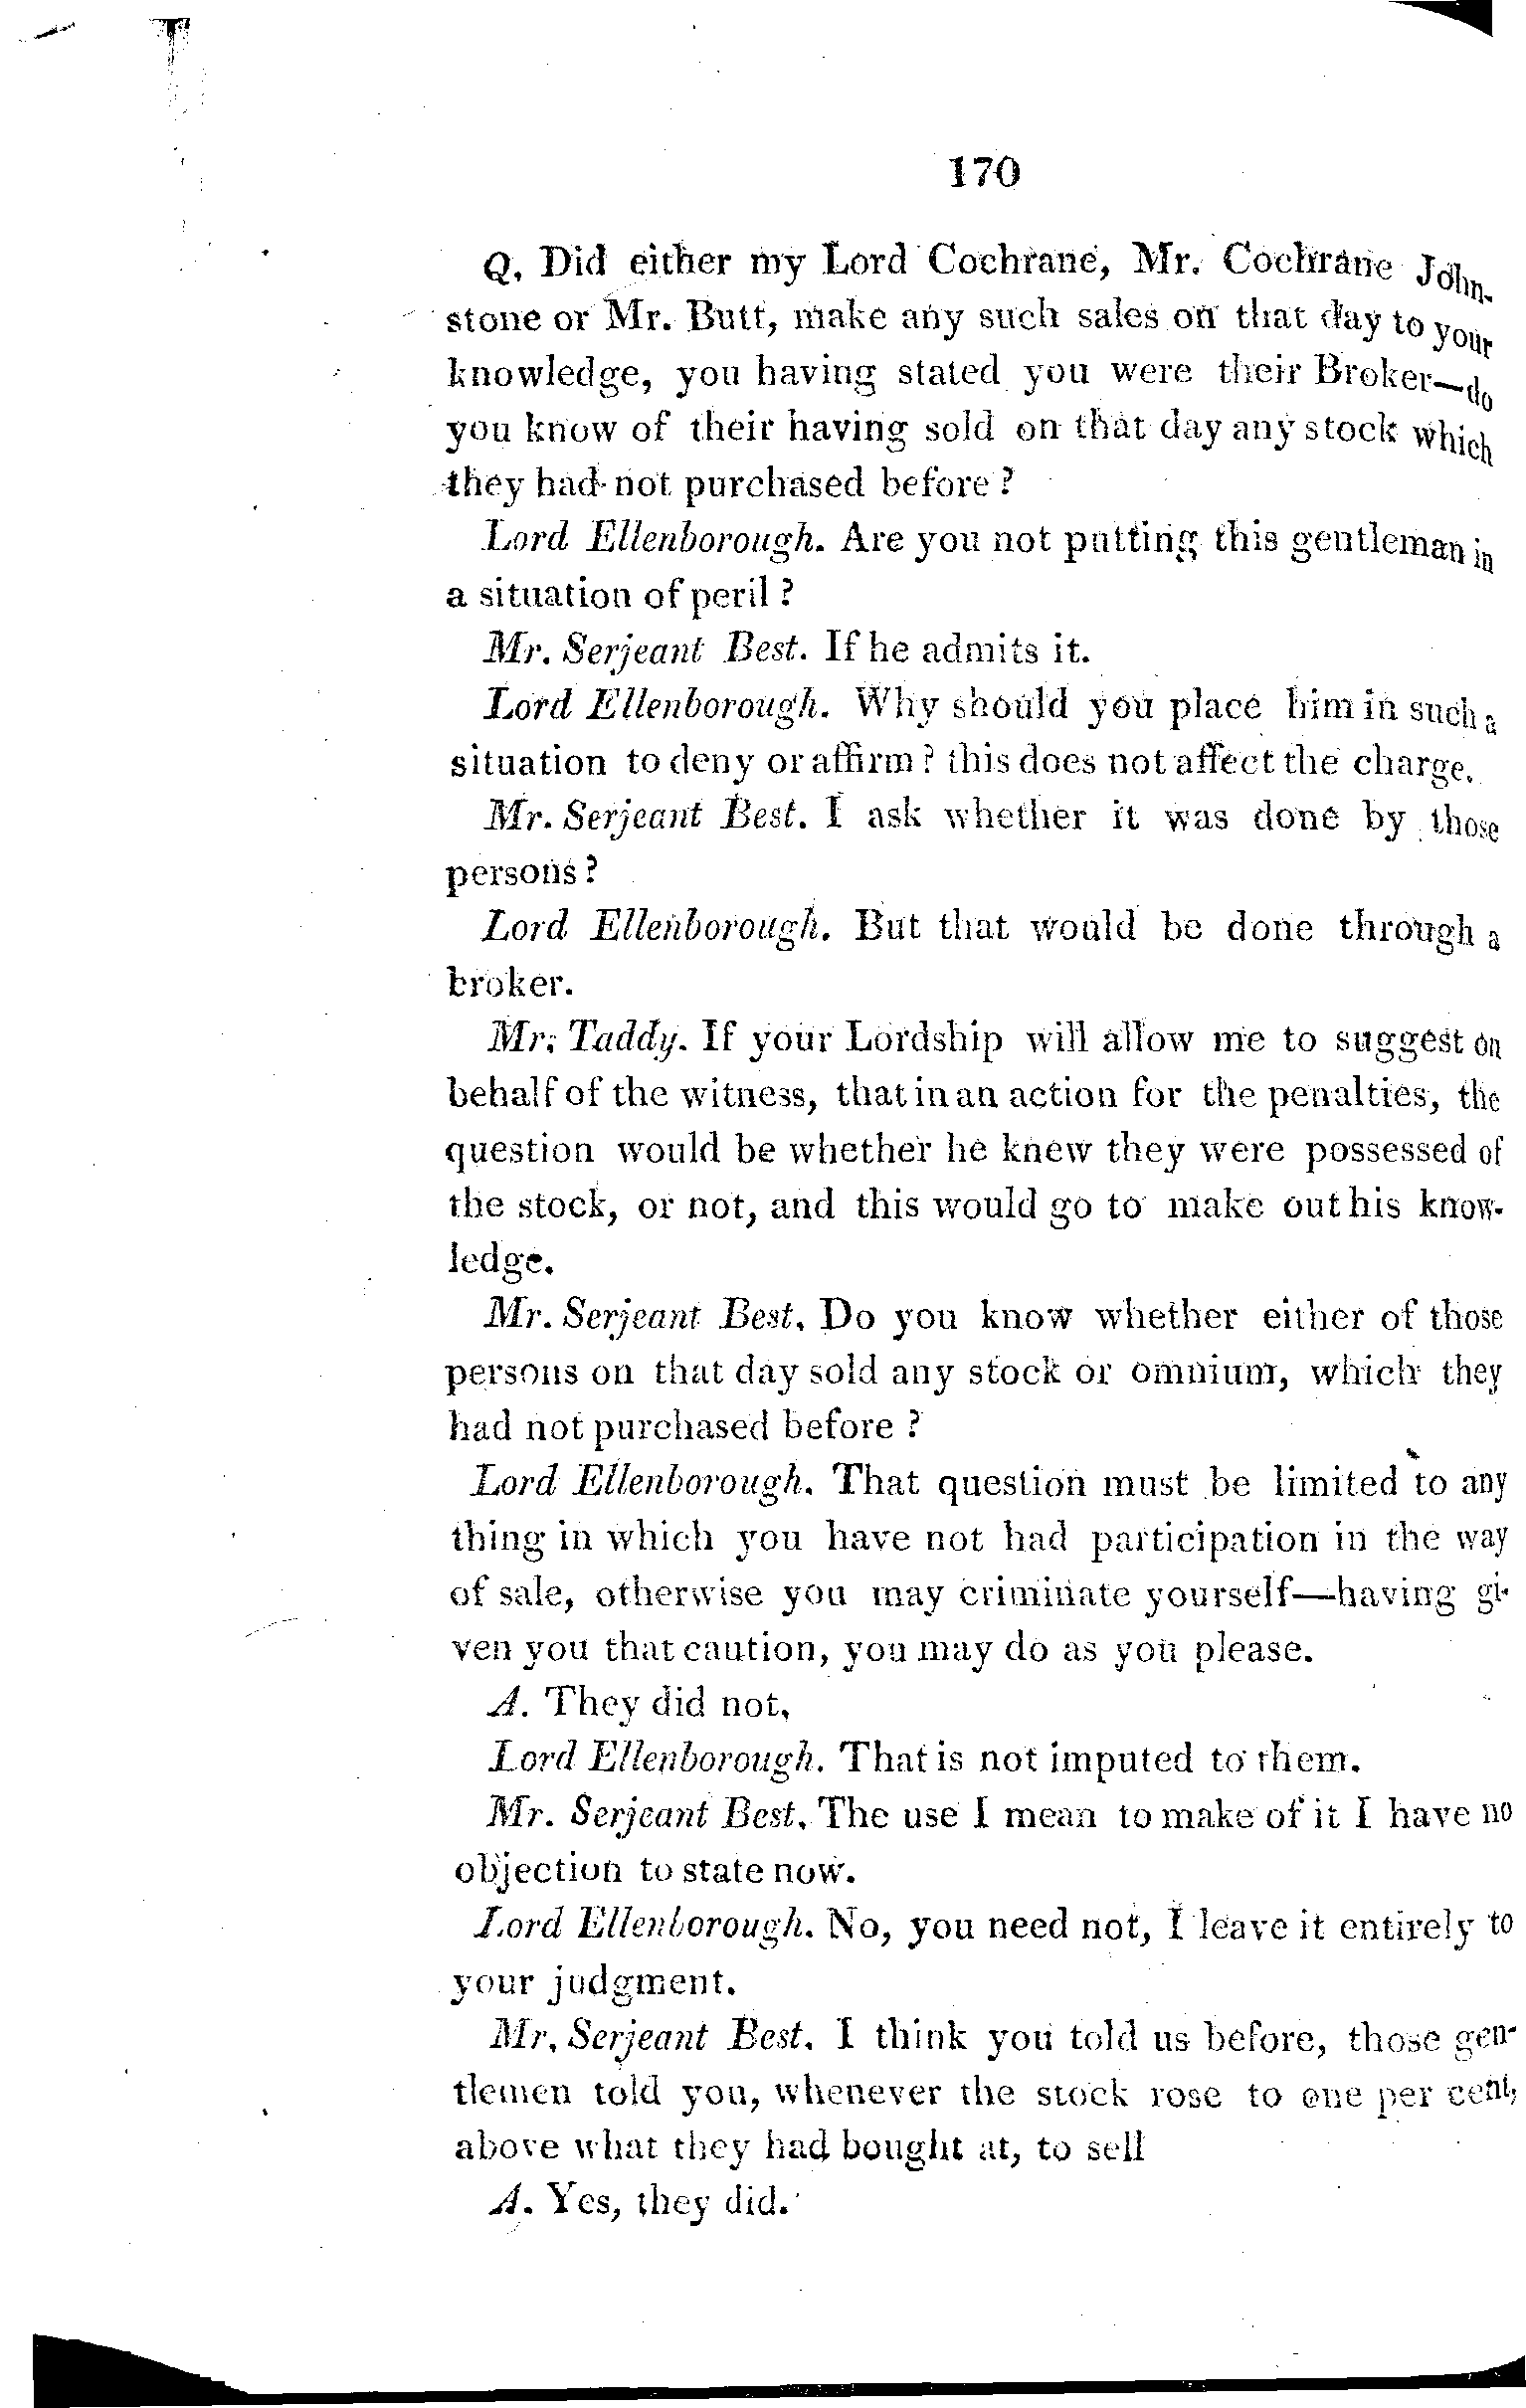 170
Q. Did either my Lord Cochrane, Mr. Cochrane John-
stone or Mr. Butt, make any such sales on that day to your
knowledge, you having stated you were their Broker—do
you know of their having sold on that day any stock which
they had not purchased before ?
Lord Ellenborough. Are you not putting this gentleman in
a situation of peril ?
Mr. Serjeant Best. If he admits it.
Lord Ellenborough. Why should you place him in such a
situation to deny or affirm ? this does not affect the charge.
Mr. Serjeant Best. I ask whether it was done by those
persons ?
Lord Ellenborough. But that would be done through a
broker.
Mr. Taddy. If your Lordship will allow me to suggest on
behalf of the witness, that in an action for the penalties, the
question would be whether he knew they were possessed of
the stock, or not, and this would go to make out his know-
ledge.
Mr. Serjeant Best. Do you know whether either of those
persons on that day sold any stock or omnium, which they
had not purchased before ?
Lord Ellenborough. That question must be limited to any
thing in which you have not had participation in the way
of sale, otherwise you may criminate yourself—having gi-
ven you that caution, you may do as you please.
A. They did not.
Lord Ellenborough. That is not imputed to them.
Mr. Serjeant Best. The use I mean to make of it I have no
objection to state now.
Lord Ellenborough. No, you need not, I leave it entirely to
your judgment.
Mr. Serjeant Best. I think you told us before, those gen-
tlemen told you, whenever the stock rose to one per cent,
above what they had bought at, to sell
A. Yes, they did.